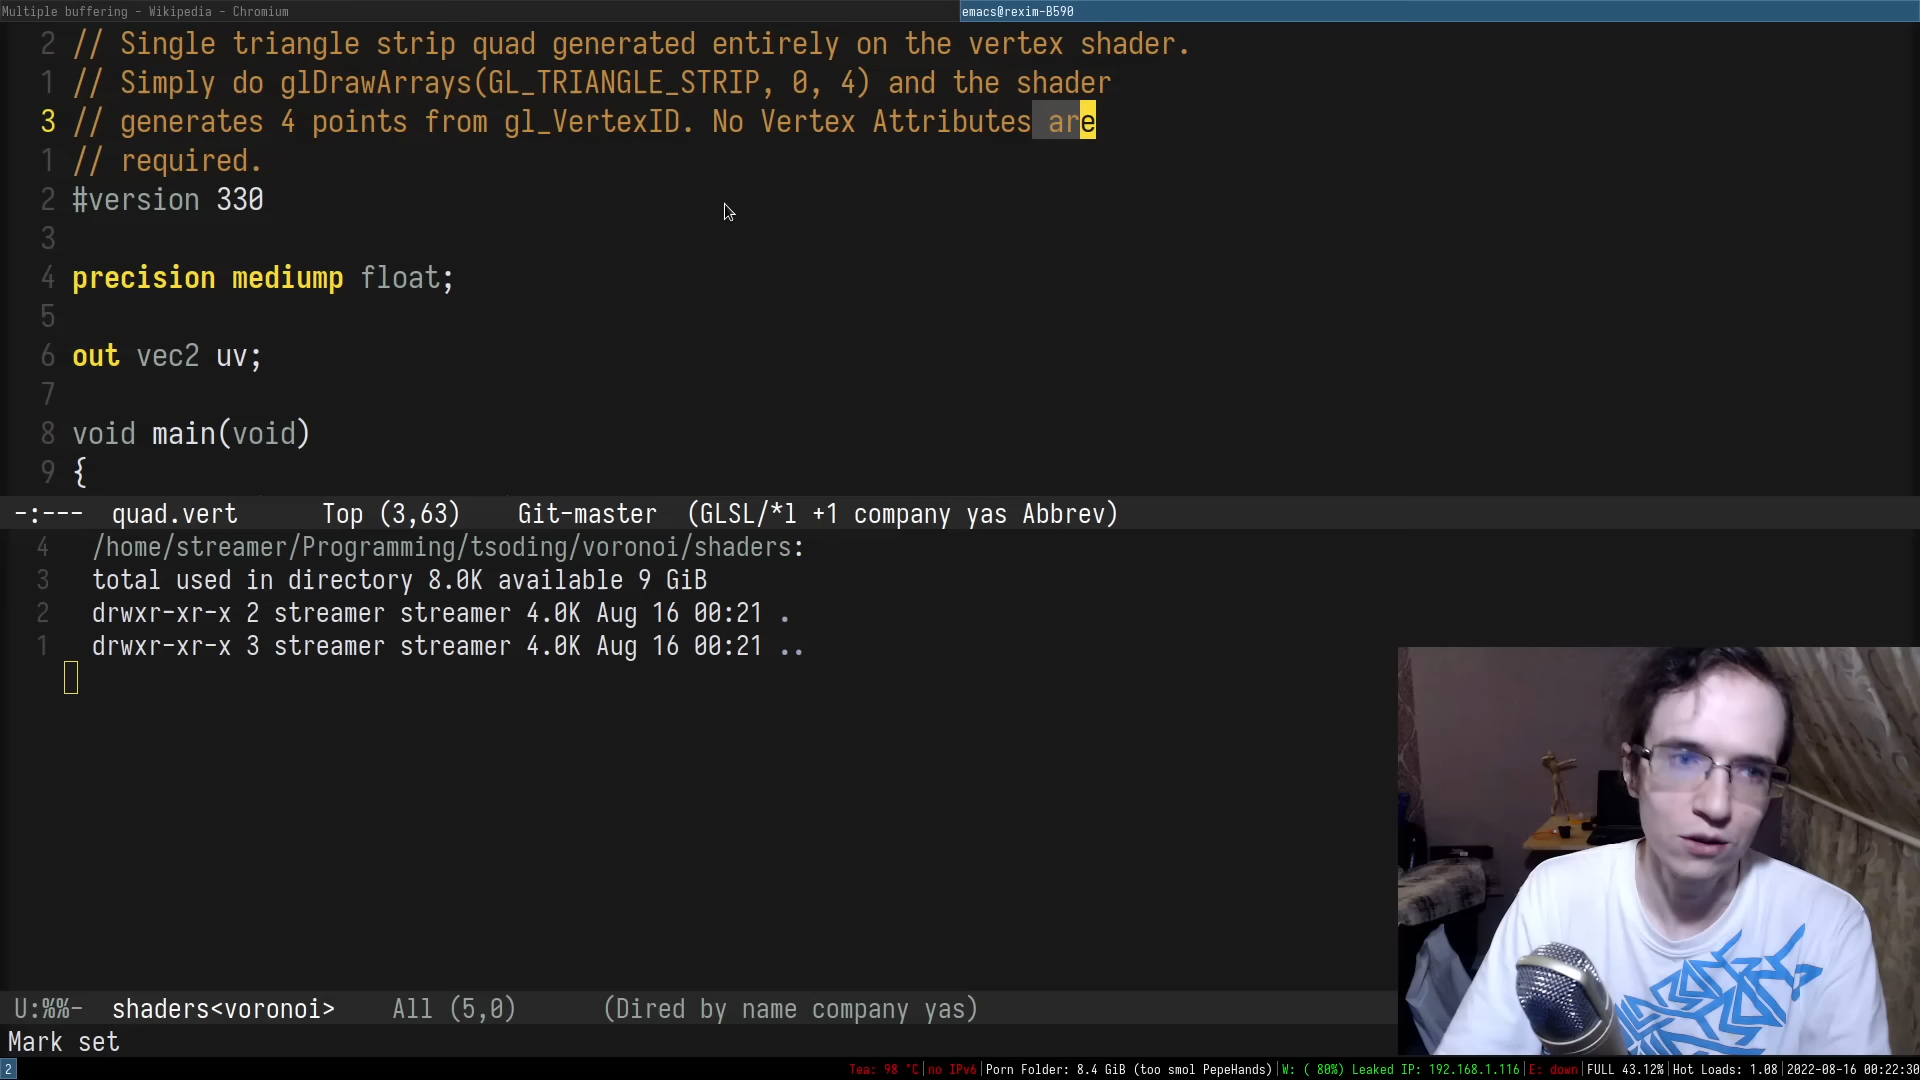 Multiple buffering - Wikipedia - Chromium
emacs@rexim-B590
2 // Single triangle strip quad generated entirely on the vertex shader.
1 // Simply do glDrawArrays(GL_TRIANGLE_STRIP, 0, 4) and the shader
3 // generates 4 points from gl_VertexID. No Vertex Attributes are
1 // required.
2 #version 330
3
4 precision mediump float;
5
6 out vec2 uv;
7
8 void main(void)
9 {
-:--- quad.vert Top (3,63) Git-master (GLSL/*l +1 company yas Abbrev)
4 /home/streamer/Programming/tsoding/voronoi/shaders:
3 total used in directory 8.0K available 9 GiB
2 drwxr-xr-x 2 streamer streamer 4.0K Aug 16 00:21 .
1 drwxr-xr-x 3 streamer streamer 4.0K Aug 16 00:21 ..
U:%%- shaders<voronoi> All (5,0) (Dired by name company yas)
Mark set
2 Tea: 98 °C|no IPv6|Porn Folder: 8.4 GiB (too smol PepeHands)|W: ( 80%) Leaked IP: 192.168.1.116|E: down|FULL 43.12%|Hot Loads: 1.08|2022-08-16 00:22:30